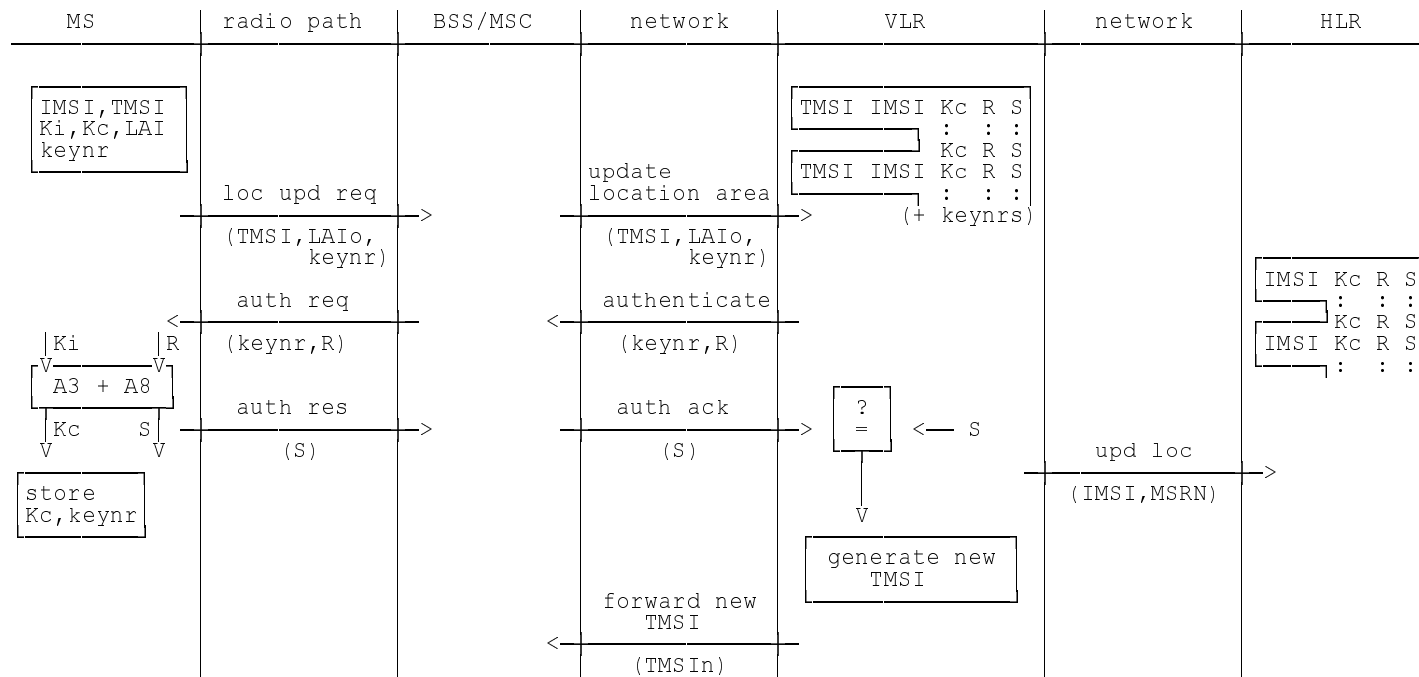 MS radio path BSS/MSC network VLR network HLR
IMSI,TMSI
Ki,Kc,LAI
keynr
TMSI IMSI Kc R S
: : :
Kc R S
TMSI IMSI Kc R S
: : :
(+ keynrs)
loc upd req
(TMSI,LAIo,
keynr)
update
location area
(TMSI,LAIo,
keynr)
IMSI Kc R S
: : :
Kc R S
IMSI Kc R S
: : :
auth req
(keynr,R)
authenticate
(keynr,R)
Ki R
A3 + A8
Kc S
auth res
(S)
auth ack
(S)
?
= <— S
upd loc
(IMSI,MSRN)
store
Kc,keynr
generate new
TMSI
forward new
TMSI
(TMSIn)